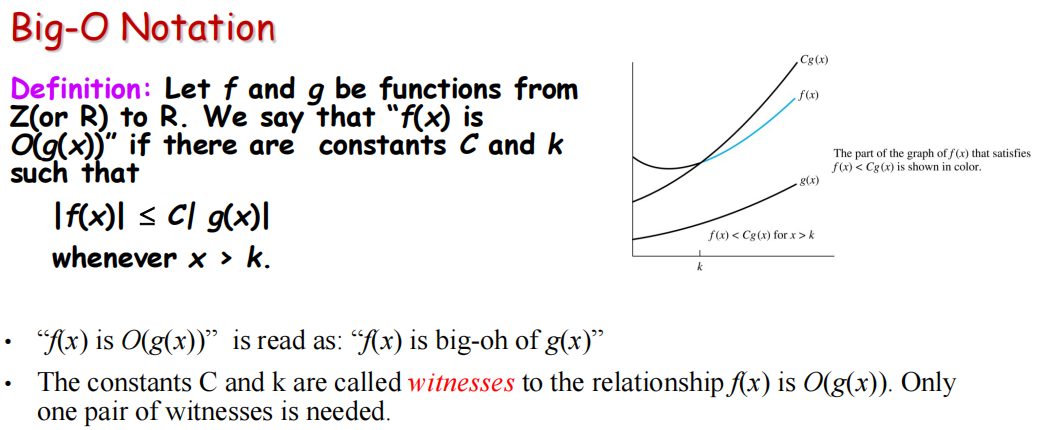 Big-O Notation
Definition: Let f and g be functions from
Z(or R) to R. We say that “f(x) is
O(g(x))” if there are constants C and k
such that
|f(x)| ≤ C| g(x)|
whenever x > k.
Cg(x)
f(x)
The part of the graph of f(x) that satisfies
f(x) < Cg(x) is shown in color.
g(x)
f(x) < Cg(x) for x > k
k
• “f(x) is O(g(x))” is read as: “f(x) is big-oh of g(x)”
• The constants C and k are called witnesses to the relationship f(x) is O(g(x)). Only
one pair of witnesses is needed.